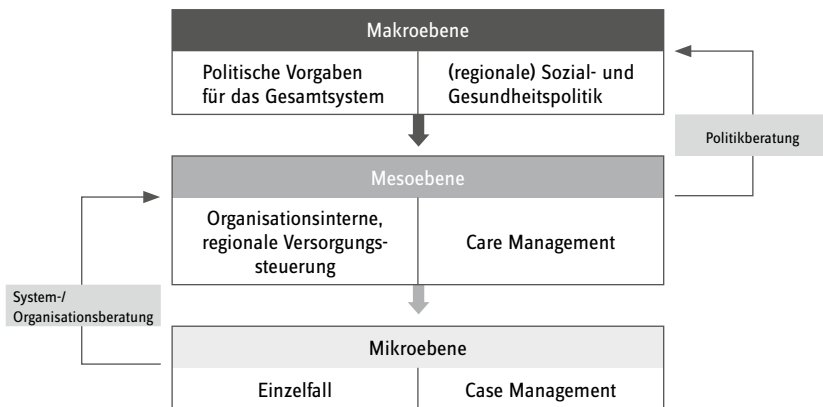 Makroebene
Politische Vorgaben
für das Gesamtsystem
(regionale) Sozial- und
Gesundheitspolitik
Politikberatung
Mesoebene
Organisationsinterne,
regionale Versorgungs-
steuerung
Care Management
System-/
Organisationsberatung
Mikroebene
Einzelfall
Case Management